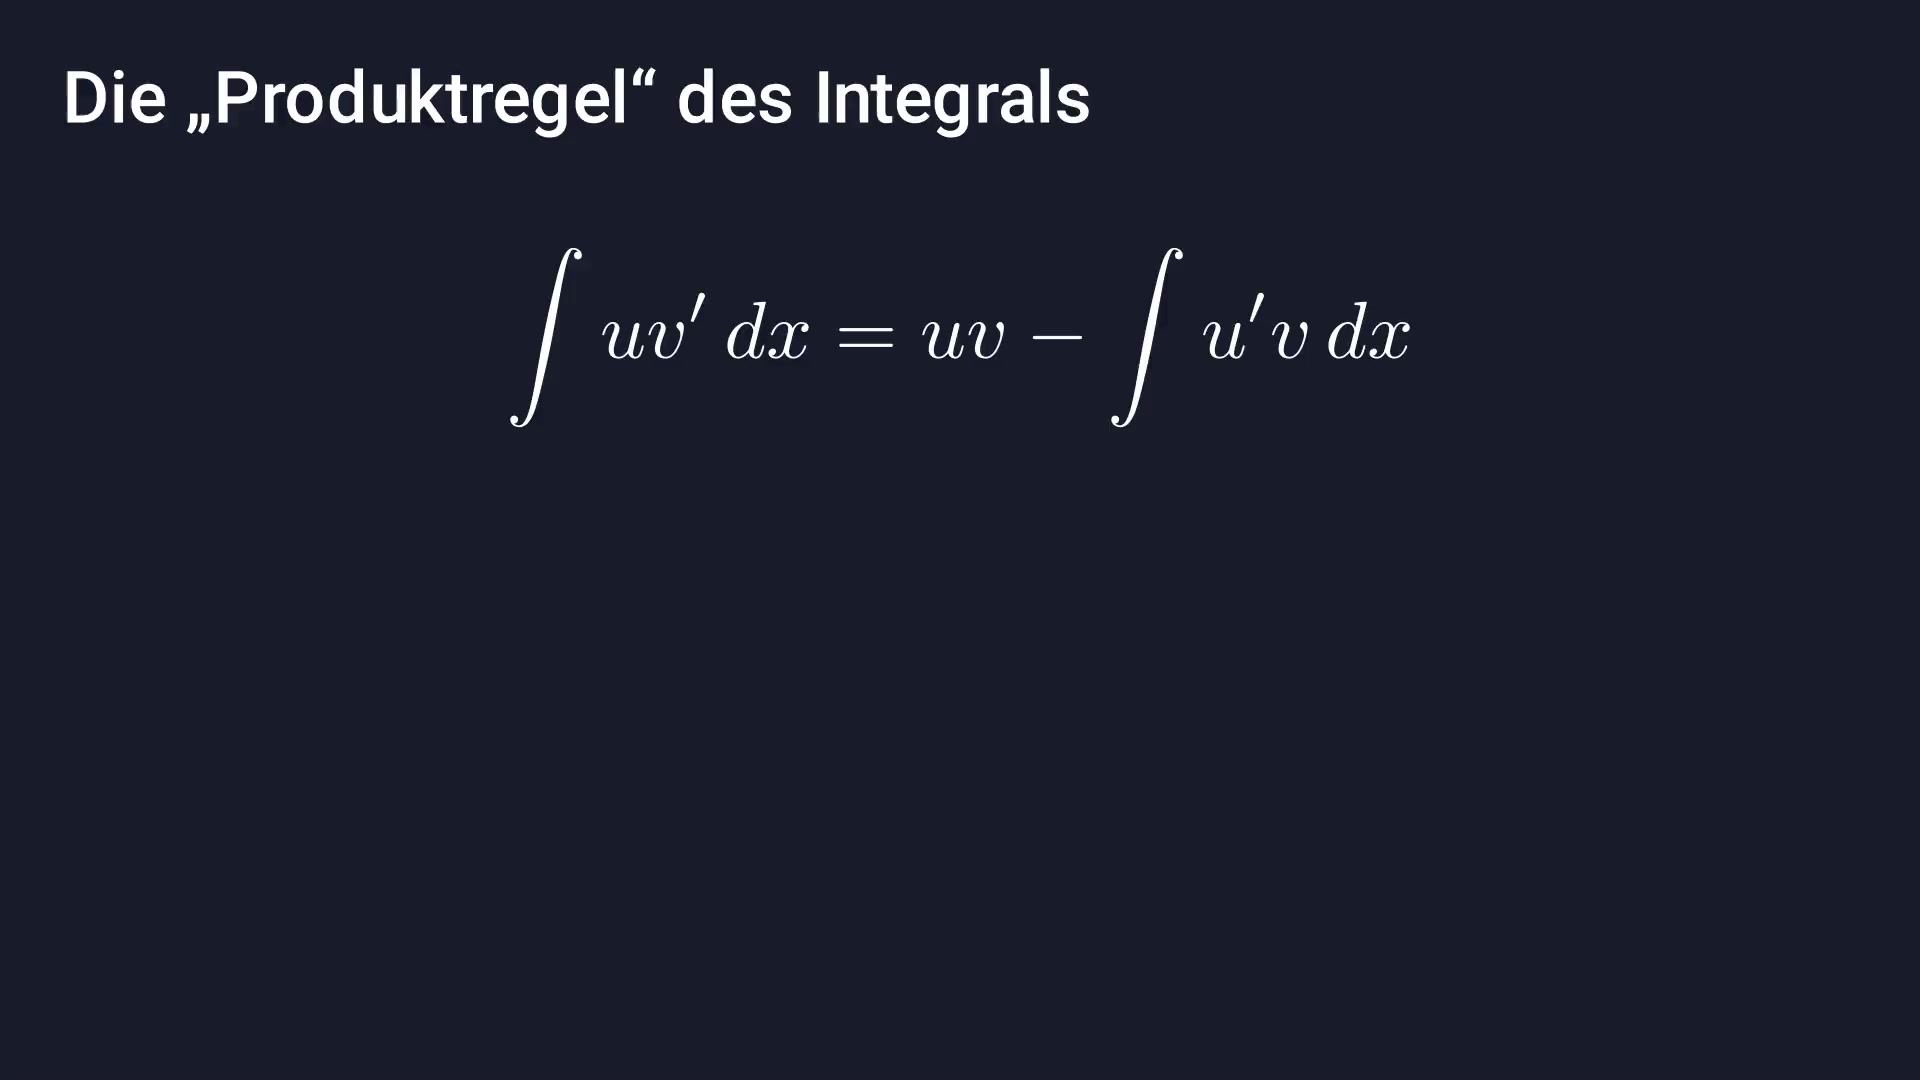 Die „Produktregel“ des Integrals
∫ uv′ dx = uv − ∫ u′v dx